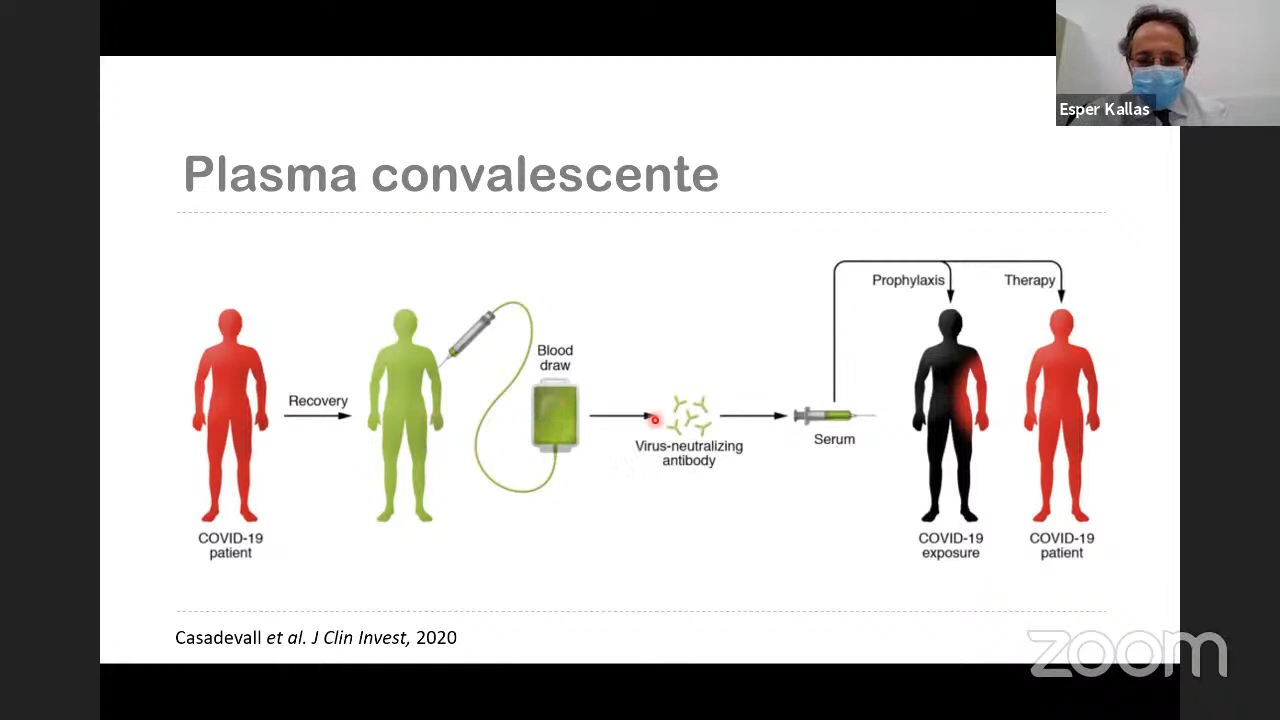 Esper Kallas
Plasma convalescente
Prophylaxis
Therapy
Blood
draw
Recovery
Virus-neutralizing
antibody
Serum
COVID-19
patient
COVID-19
exposure
COVID-19
patient
Casadevall et al. J Clin Invest, 2020
zoom